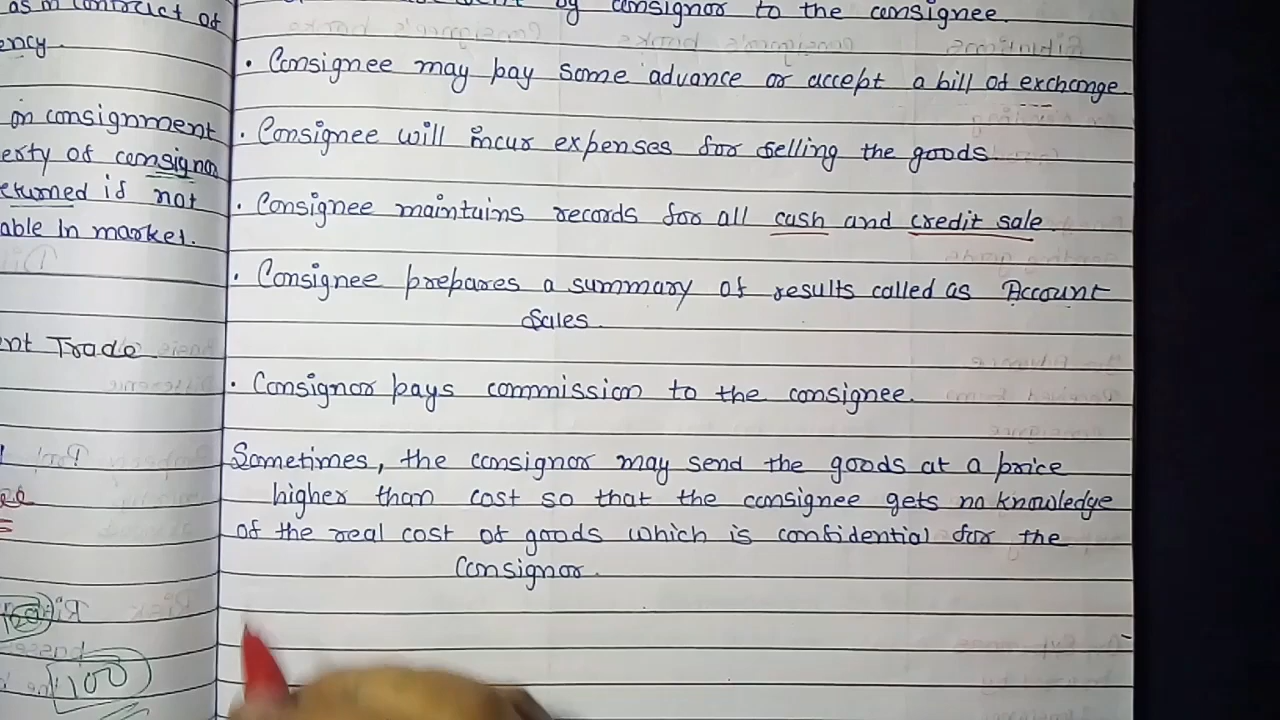 as in contract of
ency.
on consignment
erty of consigno
eturned if not
able in market.
nt Trade
100
by consignor to the consignee.
• Consignee may pay some advance or accept a bill of exchange
• Consignee will incur expenses for selling the goods
• Consignee maintains records for all cash and credit sale.
• Consignee prepares a summary of results called as Account
Sales.
• Consignor pays commission to the consignee.
Sometimes, the consignor may send the goods at a price
higher than cost so that the consignee gets no knowledge
of the real cost of goods which is confidential for the
Consignor.